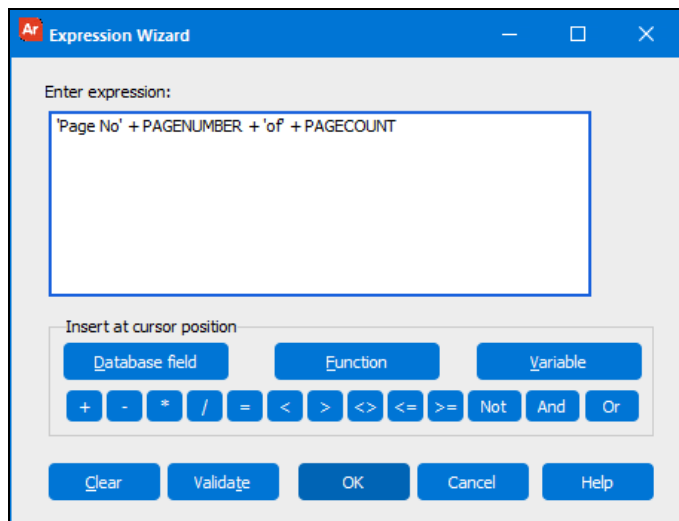 Ar Expression Wizard
Enter expression:
'Page No' + PAGENUMBER + 'of' + PAGECOUNT
Insert at cursor position
Database field Function Variable
+ - * / = < > <> <= >= Not And Or
Clear Validate OK Cancel Help